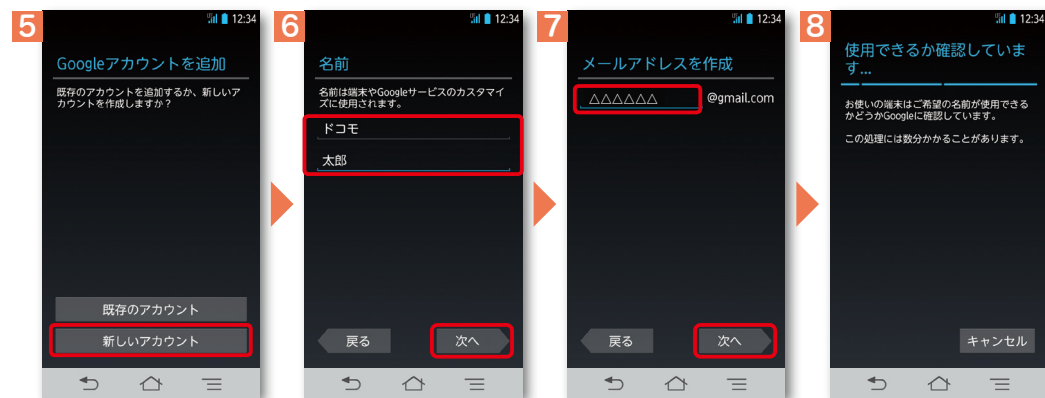 5
12:34
Googleアカウントを追加
既存のアカウントを追加するか、新しいア
カウントを作成しますか？
既存のアカウント
新しいアカウント
6
12:34
名前
名前は端末やGoogleサービスのカスタマイ
ズに使用されます。
ドコモ
太郎
戻る
次へ
7
12:34
メールアドレスを作成
△△△△△△ @gmail.com
戻る
次へ
8
12:34
使用できるか確認していま
す...
お使いの端末はご希望の名前が使用できる
かどうかGoogleに確認しています。
この処理には数分かかることがあります。
キャンセル